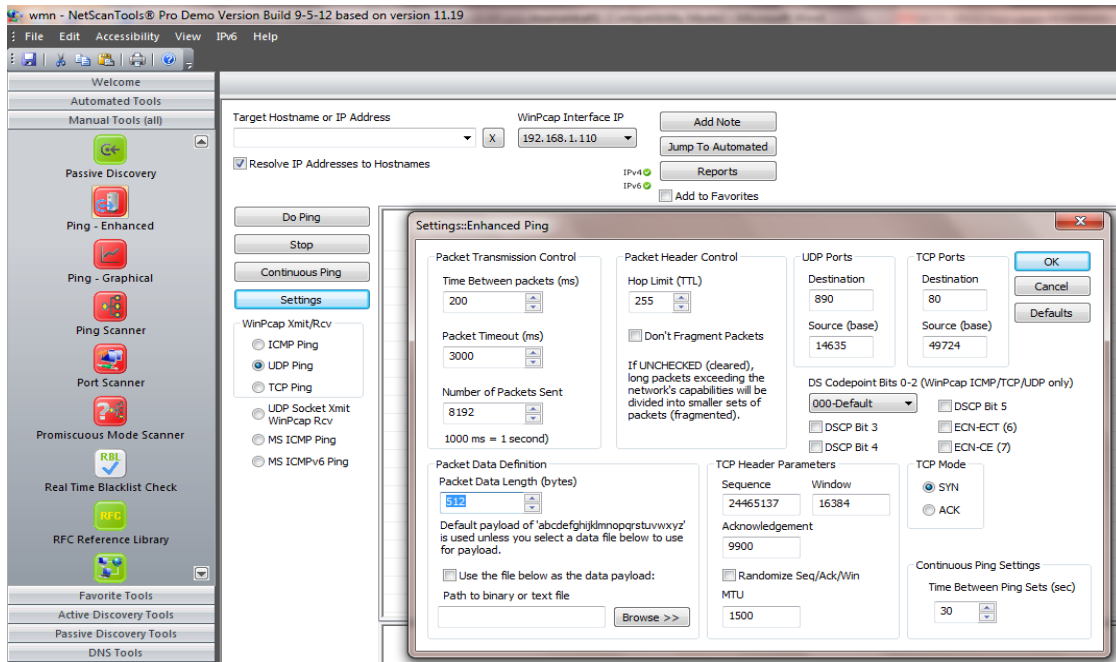 wmn - NetScanTools® Pro Demo Version Build 9-5-12 based on version 11.19
File Edit Accessibility View IPv6 Help
Welcome
Automated Tools
Manual Tools (all)
Passive Discovery
Ping - Enhanced
Ping - Graphical
Ping Scanner
Port Scanner
Promiscuous Mode Scanner
RBL
Real Time Blacklist Check
RFC
RFC Reference Library
Favorite Tools
Active Discovery Tools
Passive Discovery Tools
DNS Tools
Target Hostname or IP Address
X
WinPcap Interface IP
192.168.1.110
Resolve IP Addresses to Hostnames
Add Note
Jump To Automated
IPv4
Reports
IPv6
Add to Favorites
Do Ping
Stop
Continuous Ping
Settings
WinPcap Xmit/Rcv
ICMP Ping
UDP Ping
TCP Ping
UDP Socket Xmit
WinPcap Rcv
MS ICMP Ping
MS ICMPv6 Ping
Settings::Enhanced Ping
Packet Transmission Control
Time Between packets (ms)
200
Packet Timeout (ms)
3000
Number of Packets Sent
8192
1000 ms = 1 second)
Packet Header Control
Hop Limit (TTL)
255
Don't Fragment Packets
If UNCHECKED (cleared),
long packets exceeding the
network's capabilities will be
divided into smaller sets of
packets (fragmented).
UDP Ports
Destination
890
Source (base)
14635
TCP Ports
Destination
80
Source (base)
49724
OK
Cancel
Defaults
DS Codepoint Bits 0-2 (WinPcap ICMP/TCP/UDP only)
000-Default
DSCP Bit 5
DSCP Bit 3
ECN-ECT (6)
DSCP Bit 4
ECN-CE (7)
Packet Data Definition
Packet Data Length (bytes)
512
Default payload of 'abcdefghijklmnopqrstuvwxyz'
is used unless you select a data file below to use
for payload.
Use the file below as the data payload:
Path to binary or text file
Browse >>
TCP Header Parameters
Sequence
24465137
Window
16384
Acknowledgement
9900
Randomize Seq/Ack/Win
MTU
1500
TCP Mode
SYN
ACK
Continuous Ping Settings
Time Between Ping Sets (sec)
30